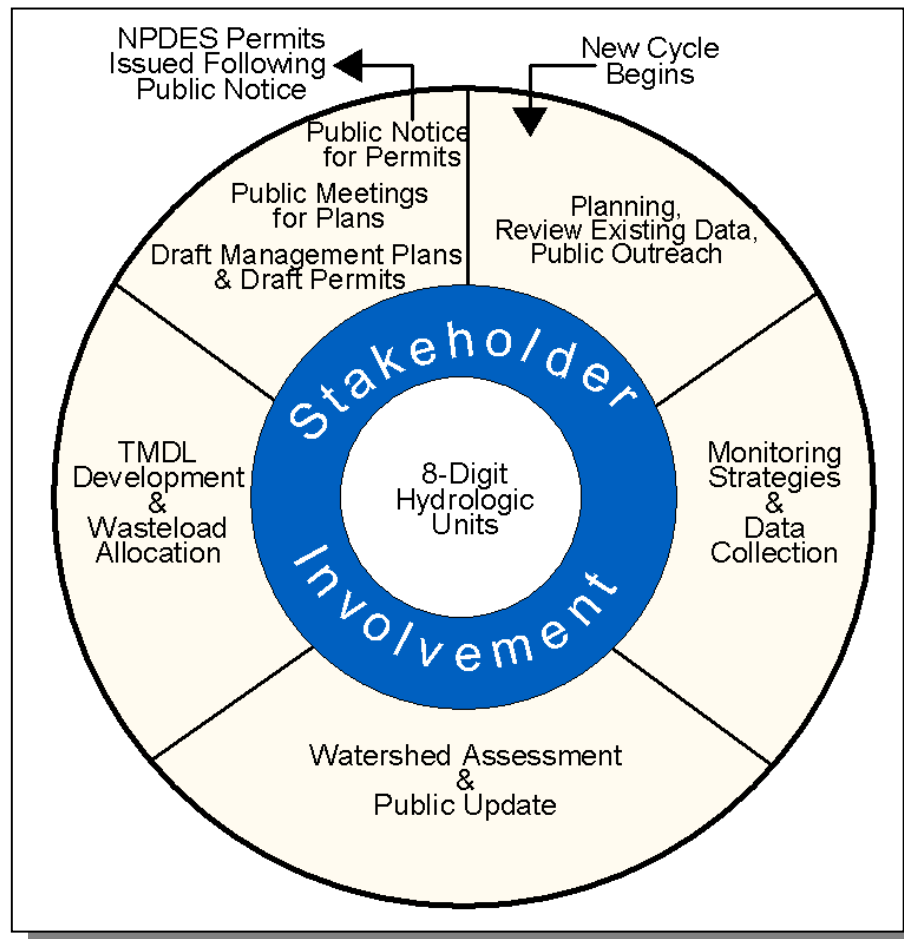 NPDES Permits
Issued Following
Public Notice
New Cycle
Begins
Public Notice
for Permits
Public Meetings
for Plans
Draft Management Plans
& Draft Permits
Planning,
Review Existing Data,
Public Outreach
Stakeholder
TMDL
Development
&
Wasteload
Allocation
8-Digit
Hydrologic
Units
Monitoring
Strategies
&
Data
Collection
Involvement
Watershed Assessment
&
Public Update